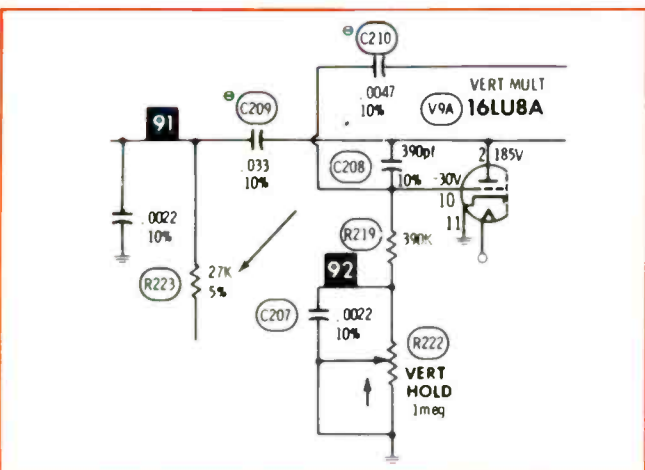 C210
.0047
10%
VERT MULT
V9A 16LU8A
91
C209
.033
10%
2 185V
390pf
C208
10%
-30V
10
11
.0022
10%
R219
390K
92
R223
27K
5%
C207
.0022
10%
R222
VERT
HOLD
1meq